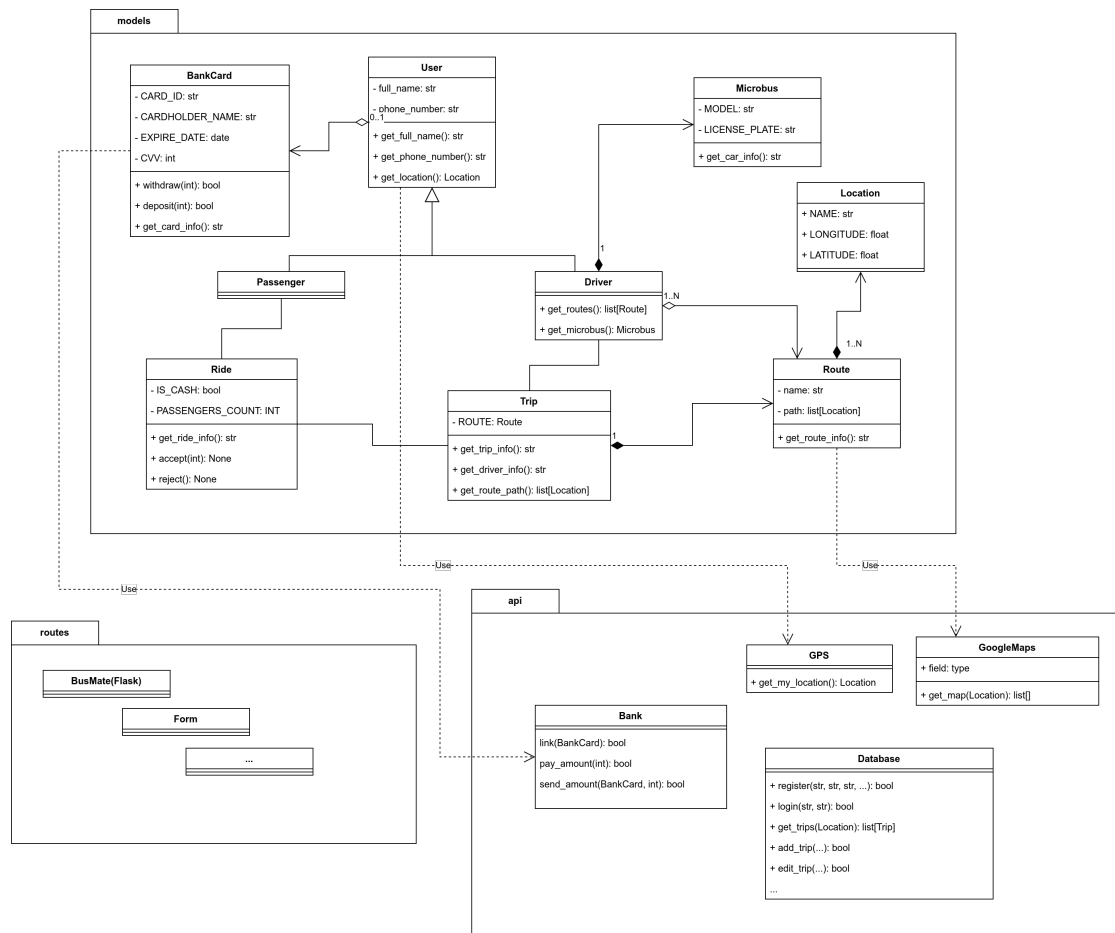 models
BankCard
- CARD_ID: str
- CARDHOLDER_NAME: str
- EXPIRE_DATE: date
- CVV: int
+ withdraw(int): bool
+ deposit(int): bool
+ get_card_info(): str
User
- full_name: str
- phone_number: str
0..1
+ get_full_name(): str
+ get_phone_number(): str
+ get_location(): Location
Microbus
- MODEL: str
- LICENSE_PLATE: str
+ get_car_info(): str
Location
+ NAME: str
+ LONGITUDE: float
+ LATITUDE: float
1
Passenger
Driver
+ get_routes(): list[Route]
+ get_microbus(): Microbus
1..N
1..N
Ride
- IS_CASH: bool
- PASSENGERS_COUNT: INT
+ get_ride_info(): str
+ accept(int): None
+ reject(): None
Trip
- ROUTE: Route
+ get_trip_info(): str
+ get_driver_info(): str
+ get_route_path(): list[Location]
1
Route
- name: str
- path: list[Location]
+ get_route_info(): str
Use
Use
Use
routes
BusMate(Flask)
Form
...
api
GPS
+ get_my_location(): Location
GoogleMaps
+ field: type
+ get_map(Location): list[]
Bank
link(BankCard): bool
pay_amount(int): bool
send_amount(BankCard, int): bool
Database
+ register(str, str, str, ...): bool
+ login(str, str): bool
+ get_trips(Location): list[Trip]
+ add_trip(...): bool
+ edit_trip(...): bool
...